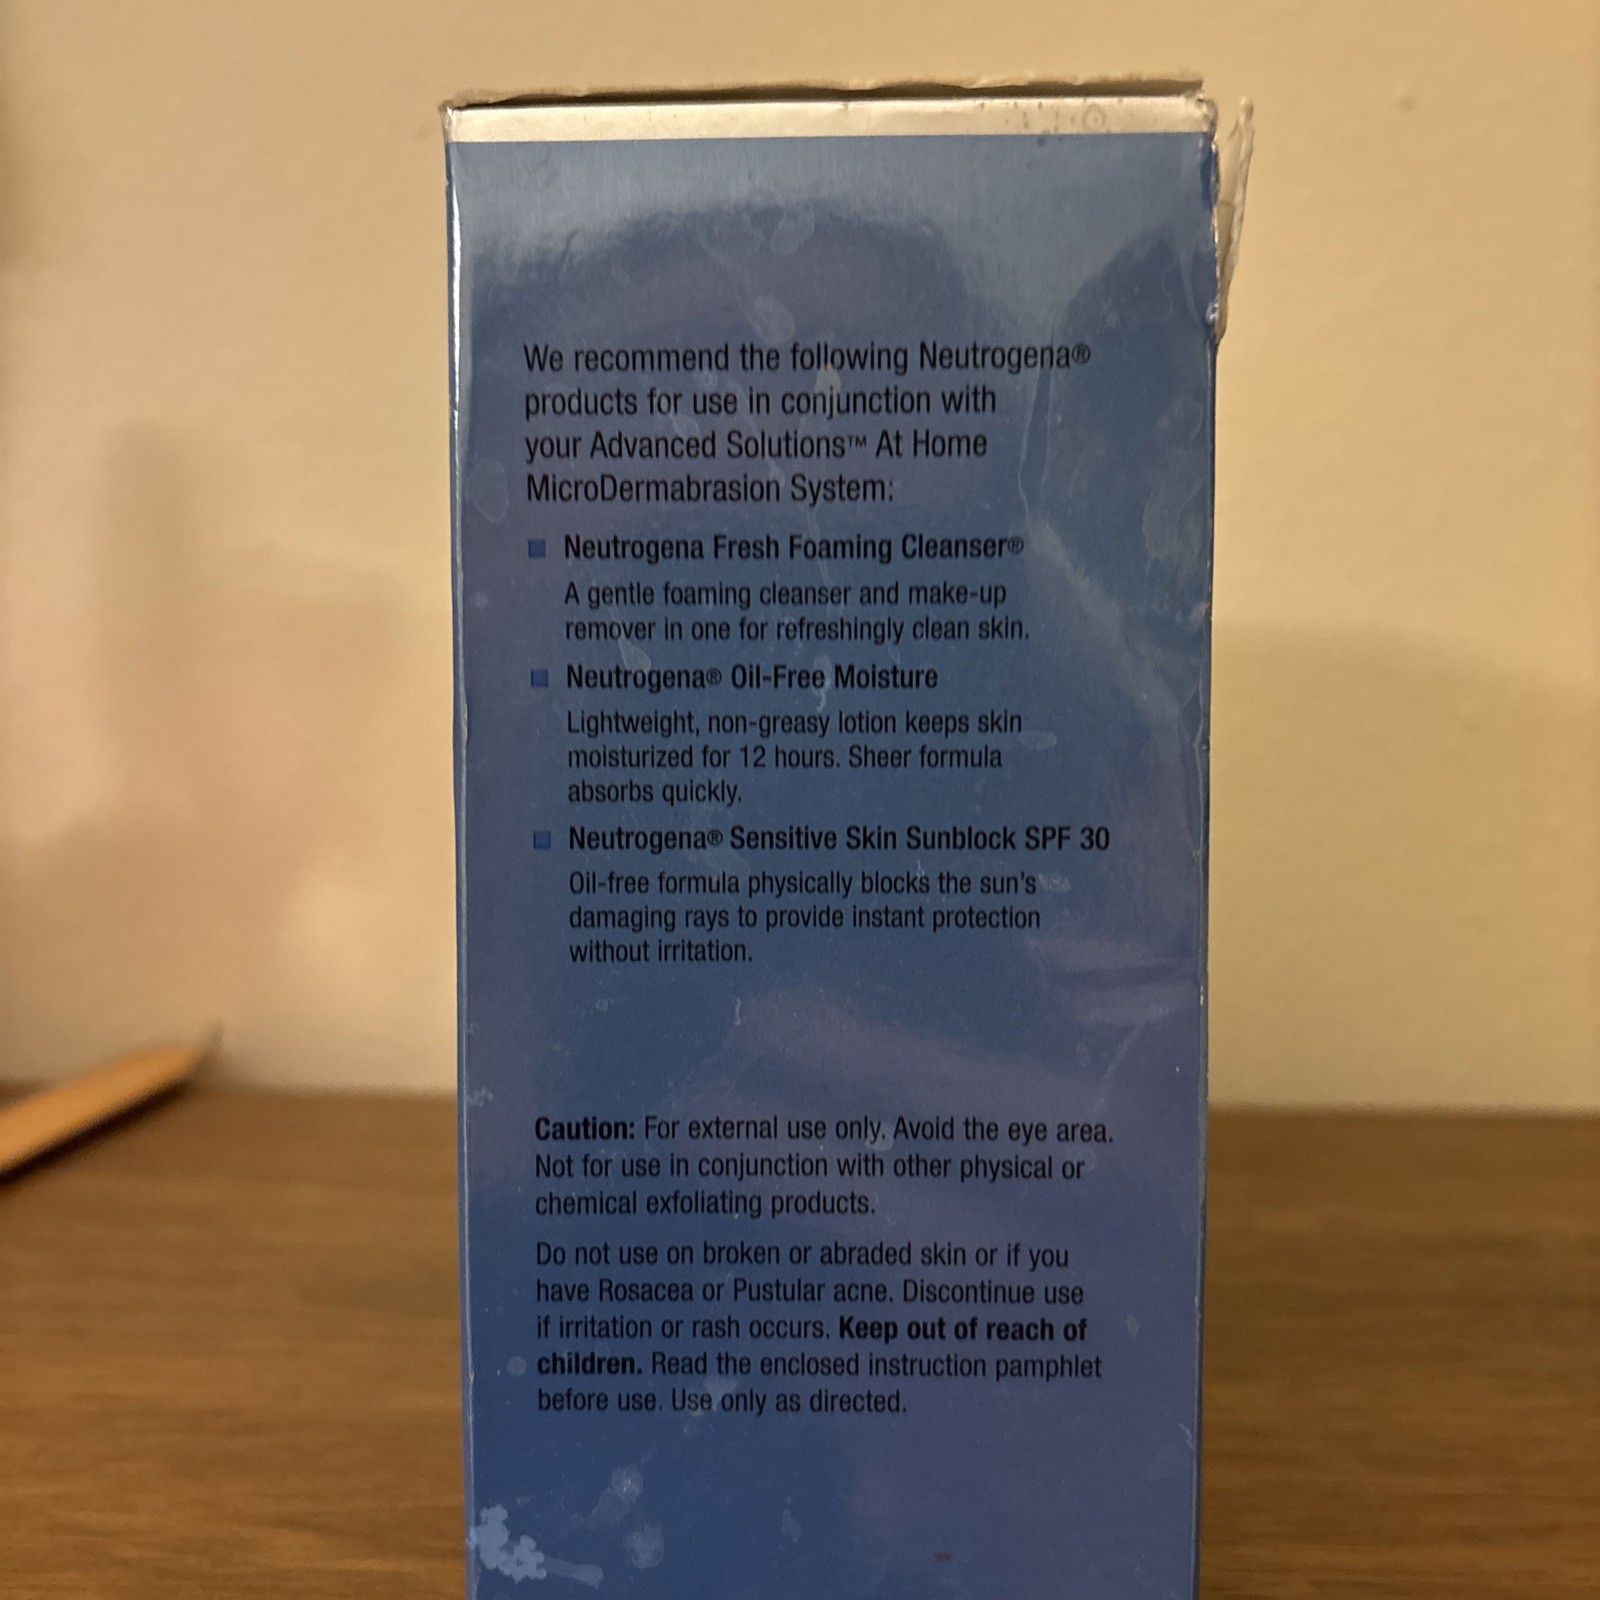 We recommend the following Neutrogena®
products for use in conjunction with
your Advanced Solutions™ At Home
MicroDermabrasion System:
Neutrogena Fresh Foaming Cleanser®
A gentle foaming cleanser and make-up
remover in one for refreshingly clean skin.
Neutrogena® Oil-Free Moisture
Lightweight, non-greasy lotion keeps skin
moisturized for 12 hours. Sheer formula
absorbs quickly.
Neutrogena® Sensitive Skin Sunblock SPF 30
Oil-free formula physically blocks the sun's
damaging rays to provide instant protection
without irritation.
Caution: For external use only. Avoid the eye area.
Not for use in conjunction with other physical or
chemical exfoliating products.
Do not use on broken or abraded skin or if you
have Rosacea or Pustular acne. Discontinue use
if irritation or rash occurs. Keep out of reach of
children. Read the enclosed instruction pamphlet
before use. Use only as directed.